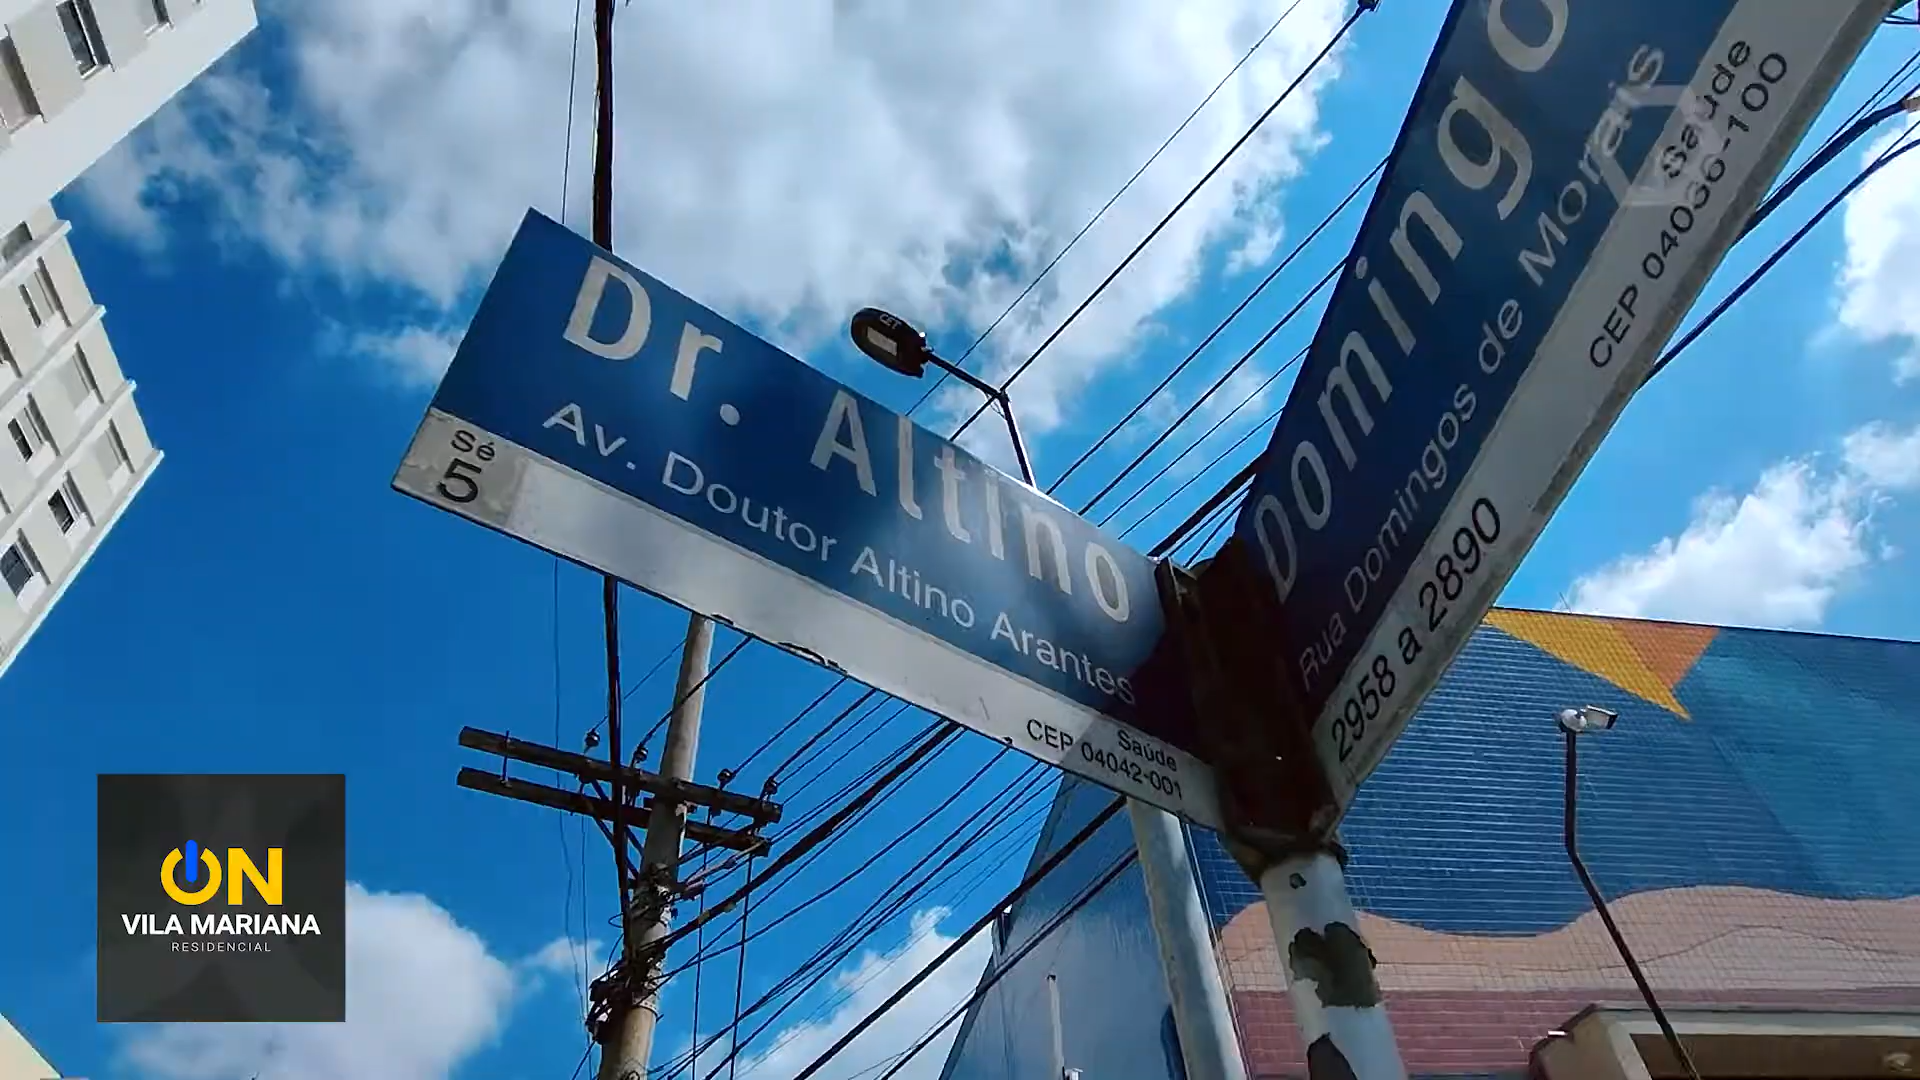 Dr. Altino
Av. Doutor Altino Arantes
Sé
5
Saúde
CEP 04042-001
Domingo
Rua Domingos de Morais
Saúde
CEP 04036-100
2958 a 2890
CET
ON
VILA MARIANA
RESIDENCIAL